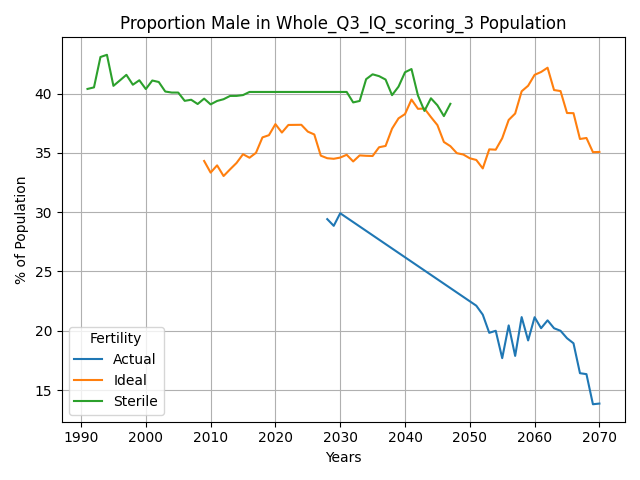 Proportion Male in Whole_Q3_IQ_scoring_3 Population
% of Population
40
35
30
25
20
15
Fertility
Actual
Ideal
Sterile
1990 2000 2010 2020 2030 2040 2050 2060 2070
Years